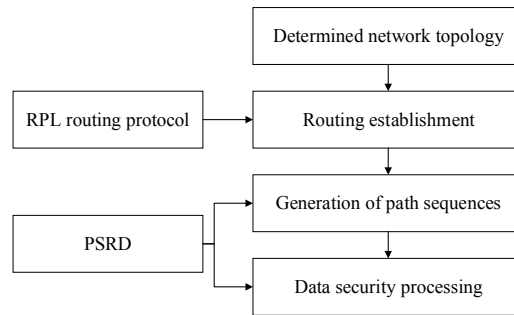 Determined network topology
RPL routing protocol
Routing establishment
Generation of path sequences
PSRD
Data security processing